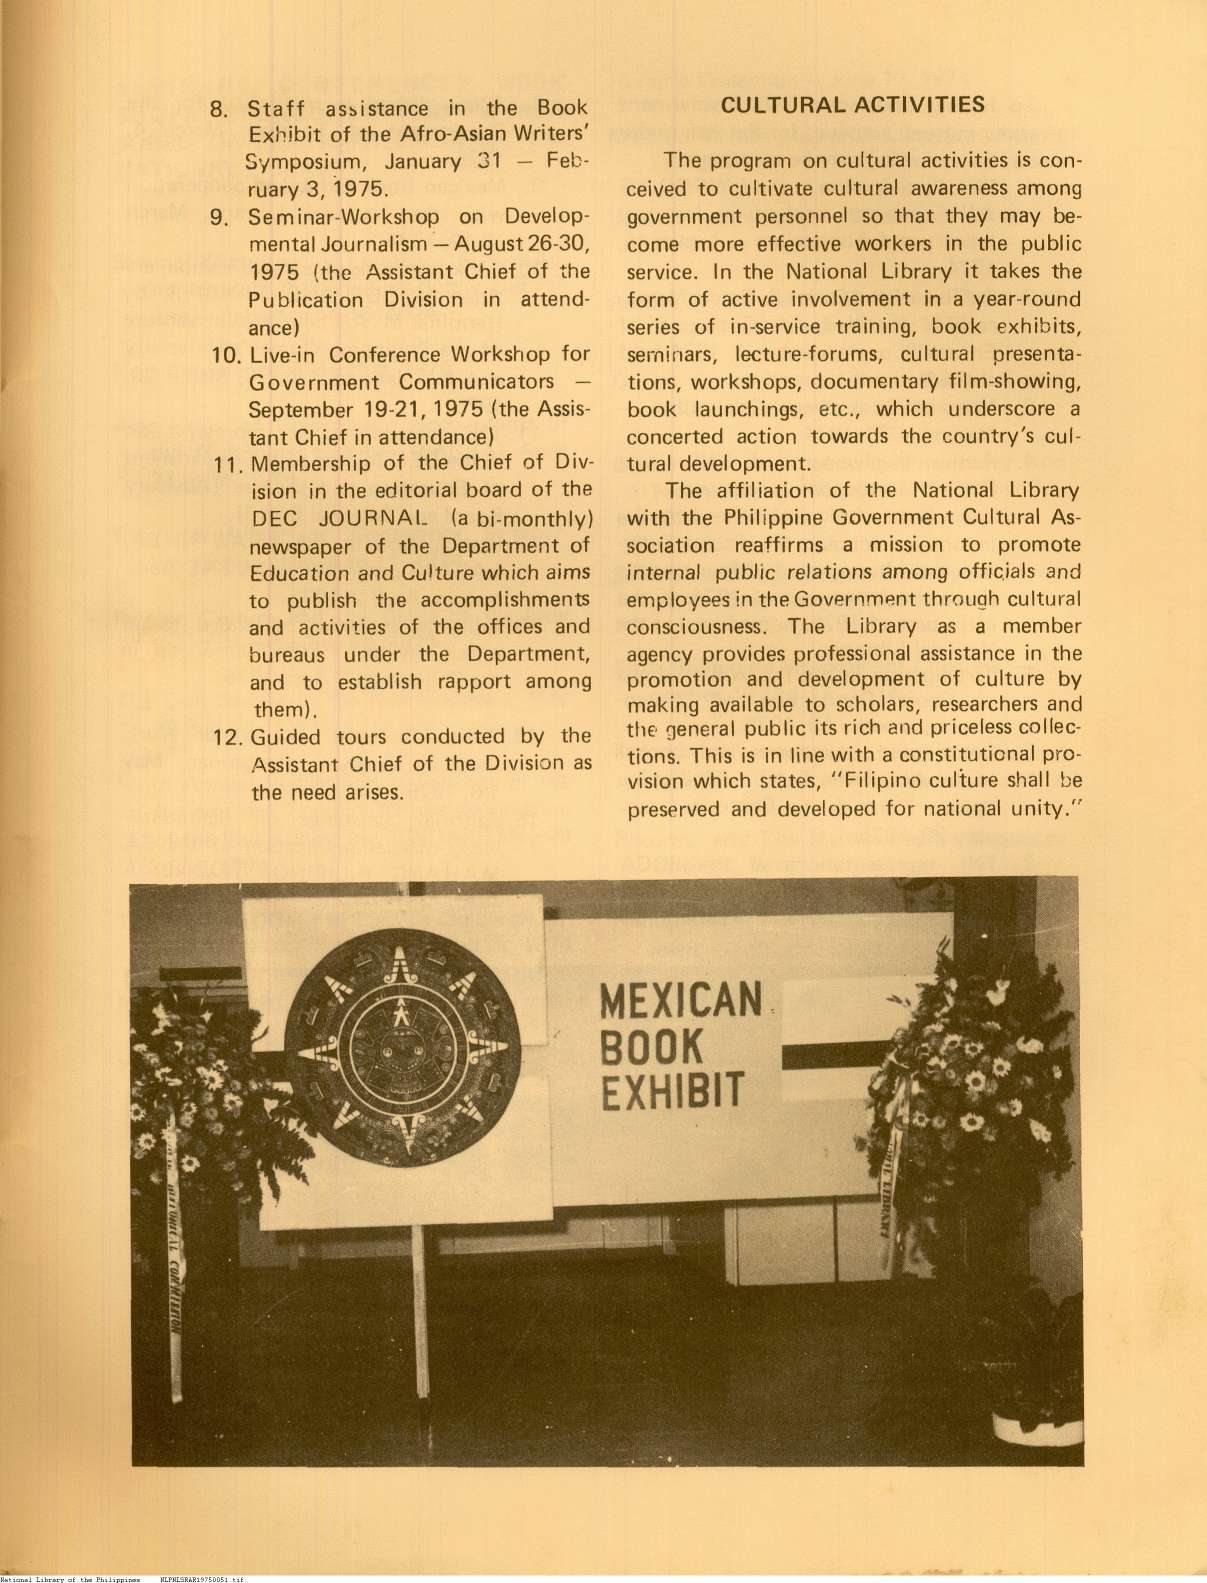 8. Staff assistance in the Book
Exhibit of the Afro-Asian Writers'
Symposium, January 31 — Feb-
ruary 3, 1975.
9. Seminar-Workshop on Develop-
mental Journalism — August 26-30,
1975 (the Assistant Chief of the
Publication Division in attend-
ance)
10. Live-in Conference Workshop for
Government Communicators —
September 19-21, 1975 (the Assis-
tant Chief in attendance)
11. Membership of the Chief of Div-
ision in the editorial board of the
DEC JOURNAL (a bi-monthly)
newspaper of the Department of
Education and Culture which aims
to publish the accomplishments
and activities of the offices and
bureaus under the Department,
and to establish rapport among
them).
12. Guided tours conducted by the
Assistant Chief of the Division as
the need arises.
CULTURAL ACTIVITIES
The program on cultural activities is con-
ceived to cultivate cultural awareness among
government personnel so that they may be-
come more effective workers in the public
service. In the National Library it takes the
form of active involvement in a year-round
series of in-service training, book exhibits,
seminars, lecture-forums, cultural presenta-
tions, workshops, documentary film-showing,
book launchings, etc., which underscore a
concerted action towards the country's cul-
tural development.
The affiliation of the National Library
with the Philippine Government Cultural As-
sociation reaffirms a mission to promote
internal public relations among officials and
employees in the Government through cultural
consciousness. The Library as a member
agency provides professional assistance in the
promotion and development of culture by
making available to scholars, researchers and
the general public its rich and priceless collec-
tions. This is in line with a constitutional pro-
vision which states, "Filipino culture shall be
preserved and developed for national unity."
MEXICAN
BOOK
EXHIBIT
HISTORICAL COMMISSION
LIBRARY
National Library of the Philippines NLPNLSRAR19750051.tif